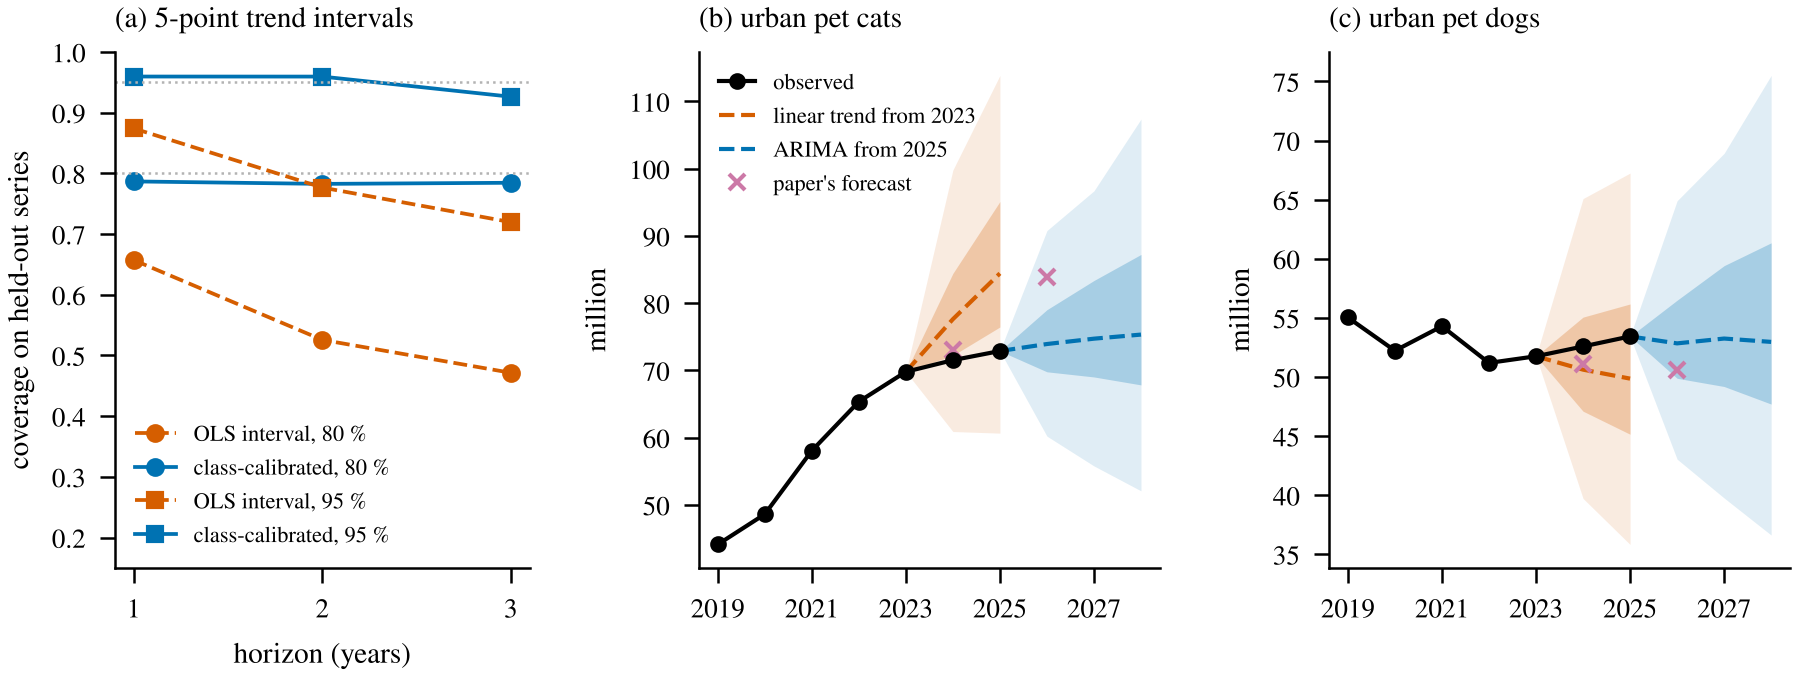 (a) 5-point trend intervals
coverage on held-out series
1.0
0.9
0.8
0.7
0.6
0.5
0.4
0.3
0.2
OLS interval, 80 %
class-calibrated, 80 %
OLS interval, 95 %
class-calibrated, 95 %
1 2 3
horizon (years)
(b) urban pet cats
million
110
100
90
80
70
60
50
observed
linear trend from 2023
ARIMA from 2025
paper's forecast
2019 2021 2023 2025 2027
(c) urban pet dogs
million
75
70
65
60
55
50
45
40
35
2019 2021 2023 2025 2027